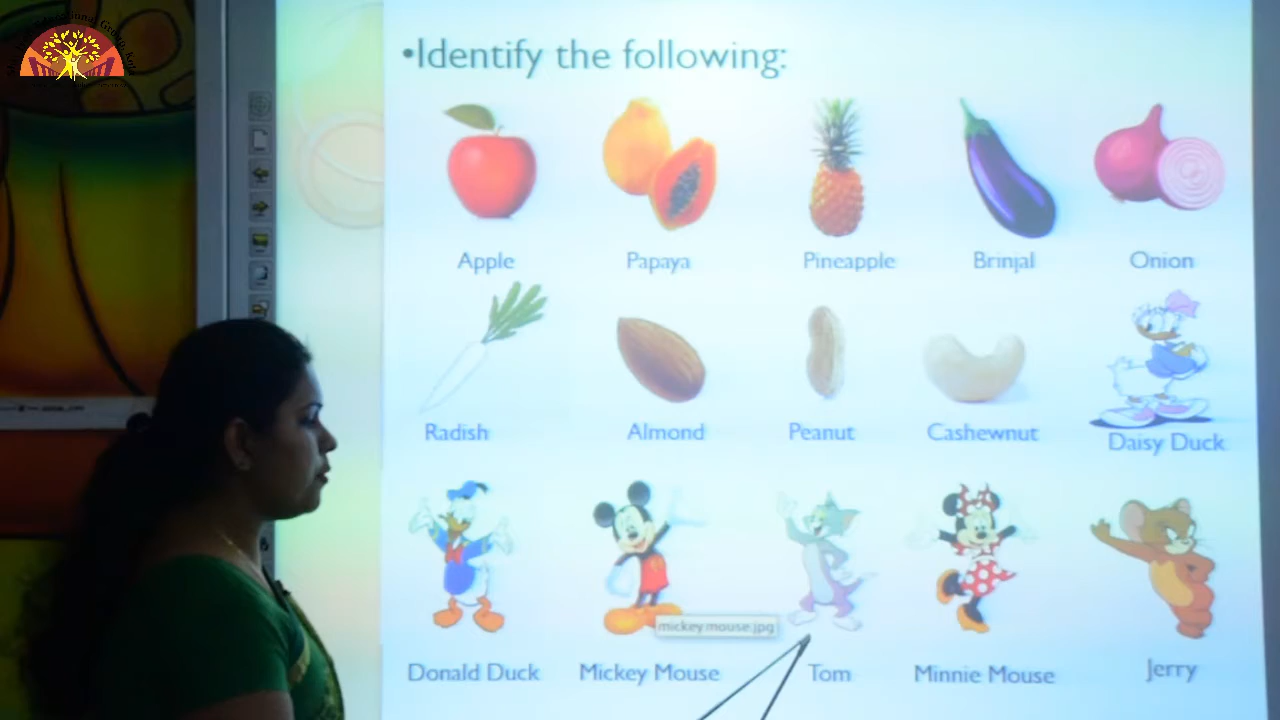 •Identify the following:
Apple Papaya Pineapple Brinjal Onion
Radish Almond Peanut Cashewnut Daisy Duck
mickey mouse.jpg
Donald Duck Mickey Mouse Tom Minnie Mouse Jerry